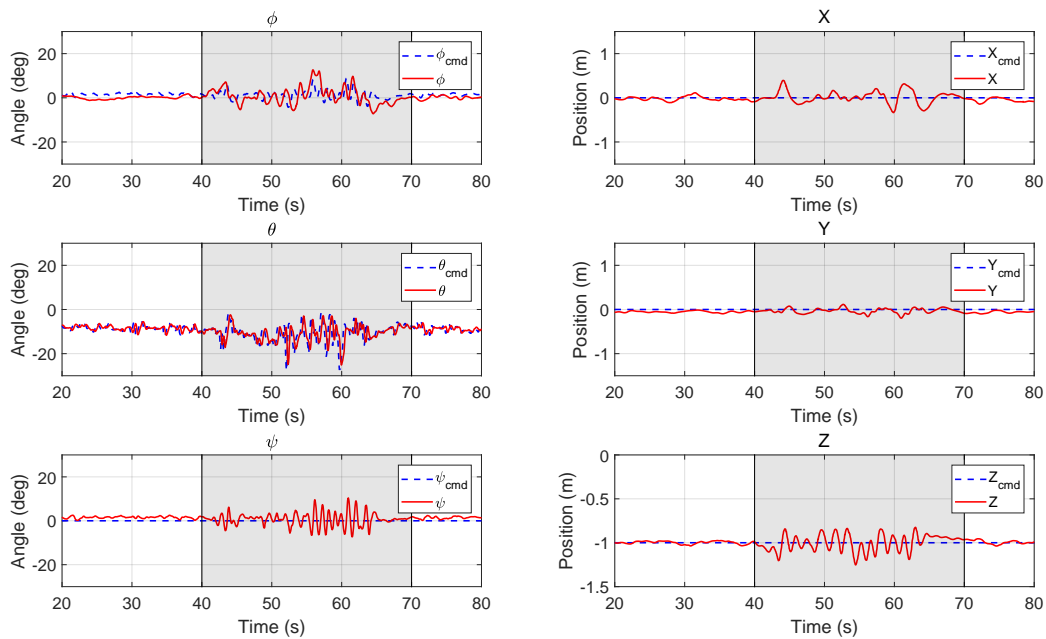 ϕ
20
0
-20
Angle (deg)
ϕcmd
ϕ
20 30 40 50 60 70 80
Time (s)
X
1
0
-1
Position (m)
Xcmd
X
20 30 40 50 60 70 80
Time (s)
θ
20
0
-20
Angle (deg)
θcmd
θ
20 30 40 50 60 70 80
Time (s)
Y
1
0
-1
Position (m)
Ycmd
Y
20 30 40 50 60 70 80
Time (s)
ψ
20
0
-20
Angle (deg)
ψcmd
ψ
20 30 40 50 60 70 80
Time (s)
Z
0
-0.5
-1
-1.5
Position (m)
Zcmd
Z
20 30 40 50 60 70 80
Time (s)